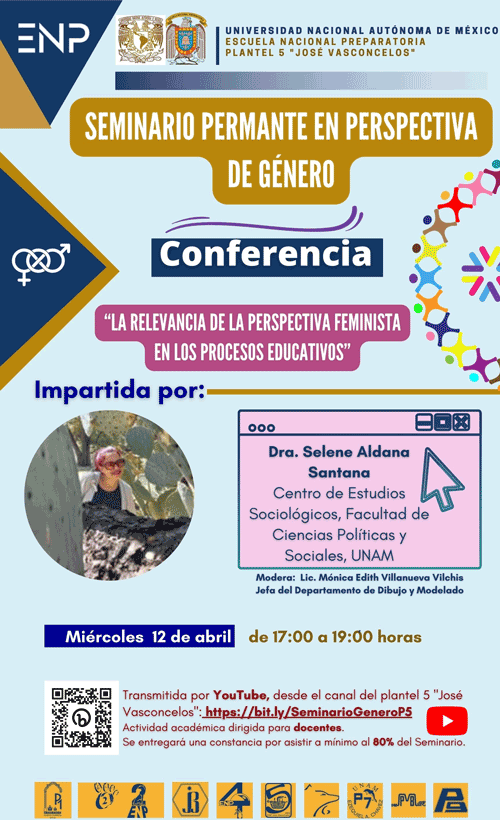 ENP
UNIVERSIDAD NACIONAL AUTÓNOMA DE MÉXICO
ESCUELA NACIONAL PREPARATORIA
PLANTEL 5 "JOSÉ VASCONCELOS"
SEMINARIO PERMANTE EN PERSPECTIVA
DE GÉNERO
Conferencia
“LA RELEVANCIA DE LA PERSPECTIVA FEMINISTA
EN LOS PROCESOS EDUCATIVOS”
Impartida por:
Dra. Selene Aldana
Santana
Centro de Estudios
Sociológicos, Facultad de
Ciencias Políticas y
Sociales, UNAM
Modera: Lic. Mónica Edith Villanueva Vilchis
Jefa del Departamento de Dibujo y Modelado
Miércoles 12 de abril de 17:00 a 19:00 horas
Transmitida por YouTube, desde el canal del plantel 5 "José
Vasconcelos": https://bit.ly/SeminarioGeneroP5
Actividad académica dirigida para docentes.
Se entregará una constancia por asistir a mínimo al 80% del Seminario.